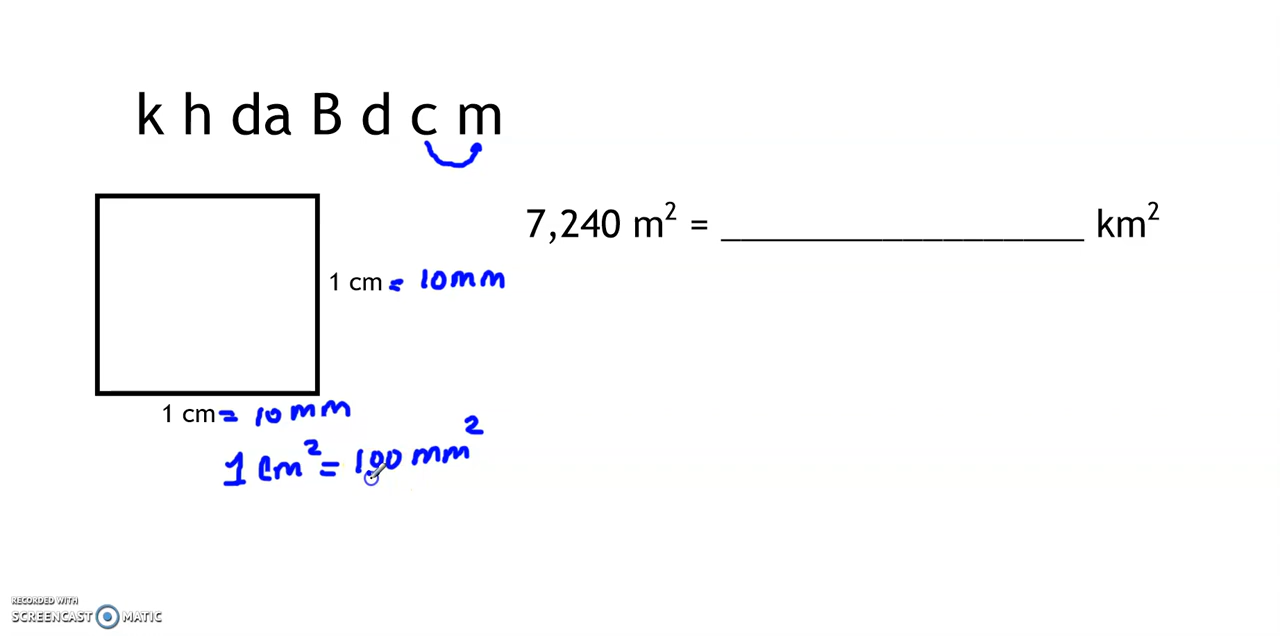 k h da B d c m
7,240 m² = __________________ km²
1 cm = 10mm
1 cm = 10mm
1 cm² = 100 mm²
RECORDED WITH
SCREENCAST MATIC